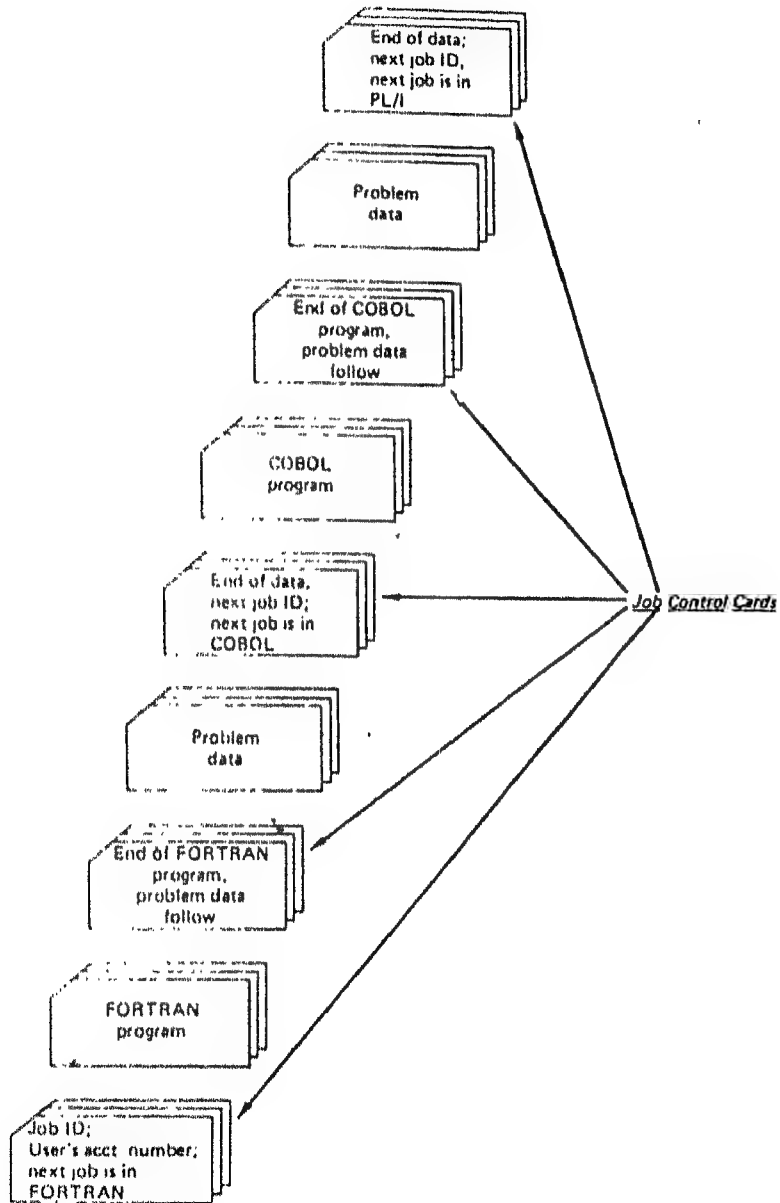 End of data;
next job ID,
next job is in
PL/I
Problem
data
End of COBOL
program,
problem data
follow
COBOL
program
End of data,
next job ID;
next job is in
COBOL
Job Control Cards
Problem
data
End of FORTRAN
program,
problem data
follow
FORTRAN
program
Job ID;
User's acct number;
next job is in
FORTRAN